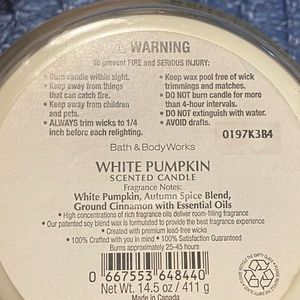 ⚠ WARNING
To prevent FIRE and SERIOUS INJURY:
• Burn candle within sight.
• Keep away from things
that can catch fire.
• Keep away from children
and pets.
• ALWAYS trim wicks to 1/4
inch before each relighting.
• Keep wax pool free of wick
trimmings and matches.
• DO NOT burn candle for more
than 4-hour intervals.
• DO NOT extinguish with water.
• AVOID drafts.
0197K3B4
Bath & Body Works
WHITE PUMPKIN
SCENTED CANDLE
Fragrance Notes:
White Pumpkin, Autumn Spice Blend,
Ground Cinnamon with Essential Oils
• High concentrations of rich fragrance oils deliver room-filling fragrance
• Our patented soy blend wax is formulated to provide the best fragrance experience
• Created with premium lead-free wicks
• 100% Crafted with you in mind • 100% Satisfaction Guaranteed
Burns approximately 25-45 hours
0 667553 648440
Net Wt. 14.5 oz / 411 g
Made in Canada